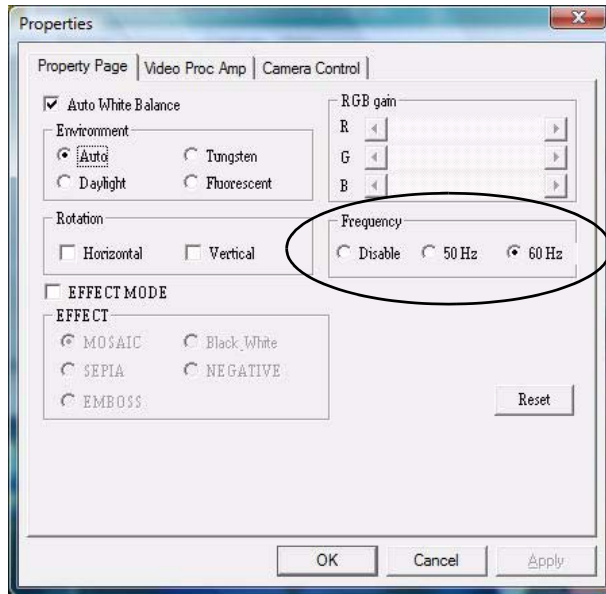 Properties
Property Page Video Proc Amp Camera Control
Auto White Balance
Environment
Auto Tungsten
Daylight Fluorescent
RGB gain
R
G
B
Rotation
Horizontal Vertical
Frequency
Disable 50 Hz 60 Hz
EFFECT MODE
EFFECT
MOSAIC Black_White
SEPIA NEGATIVE
EMBOSS
Reset
OK Cancel Apply